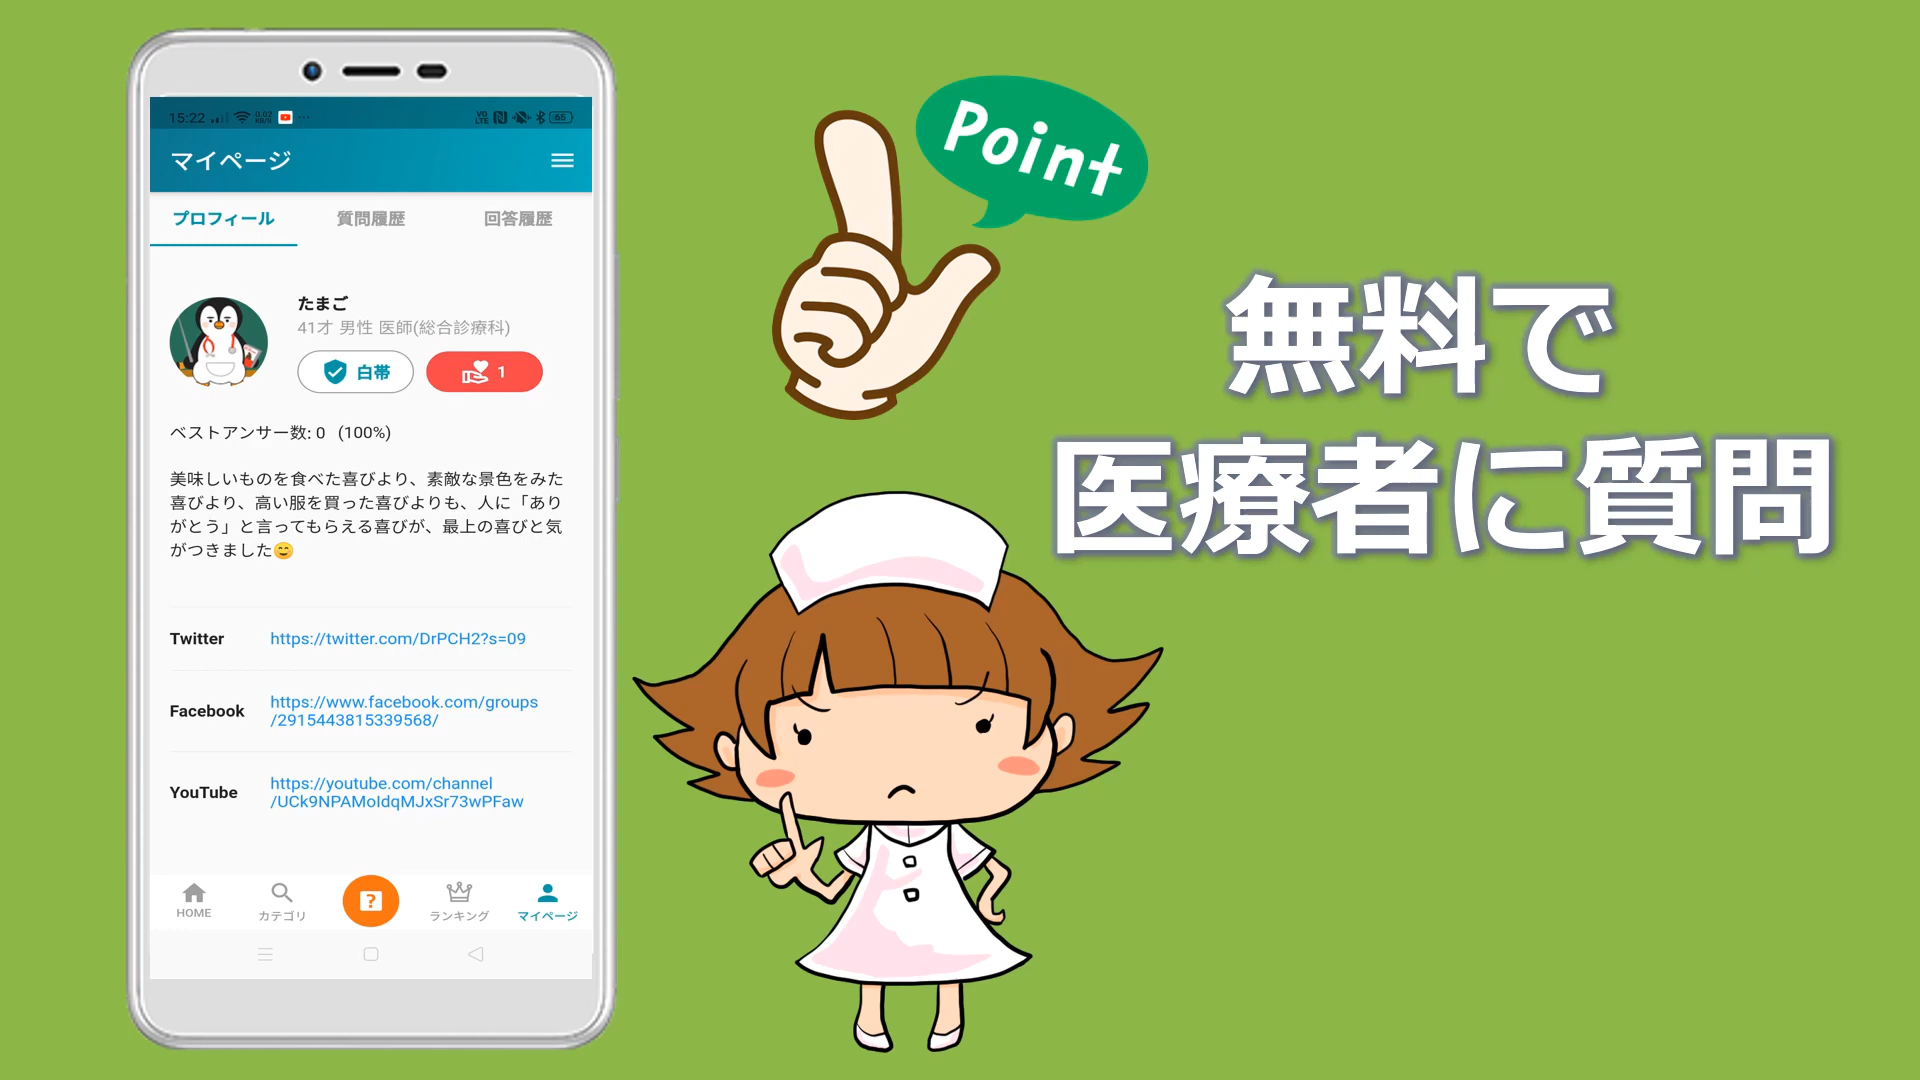 15:22
0.02
KB/S
VO
LTE
65
マイページ
プロフィール
質問履歴
回答履歴
たまご
41才 男性 医師(総合診療科)
白帯
1
ベストアンサー数: 0 (100%)
美味しいものを食べた喜びより、素敵な景色をみた
喜びより、高い服を買った喜びよりも、人に「あり
がとう」と言ってもらえる喜びが、最上の喜びと気
がつきました😊
Twitter
https://twitter.com/DrPCH2?s=09
Facebook
https://www.facebook.com/groups
/2915443815339568/
YouTube
https://youtube.com/channel
/UCk9NPAMoIdqMJxSr73wPFaw
HOME
カテゴリ
?
ランキング
マイページ
Point
無料で
医療者に質問